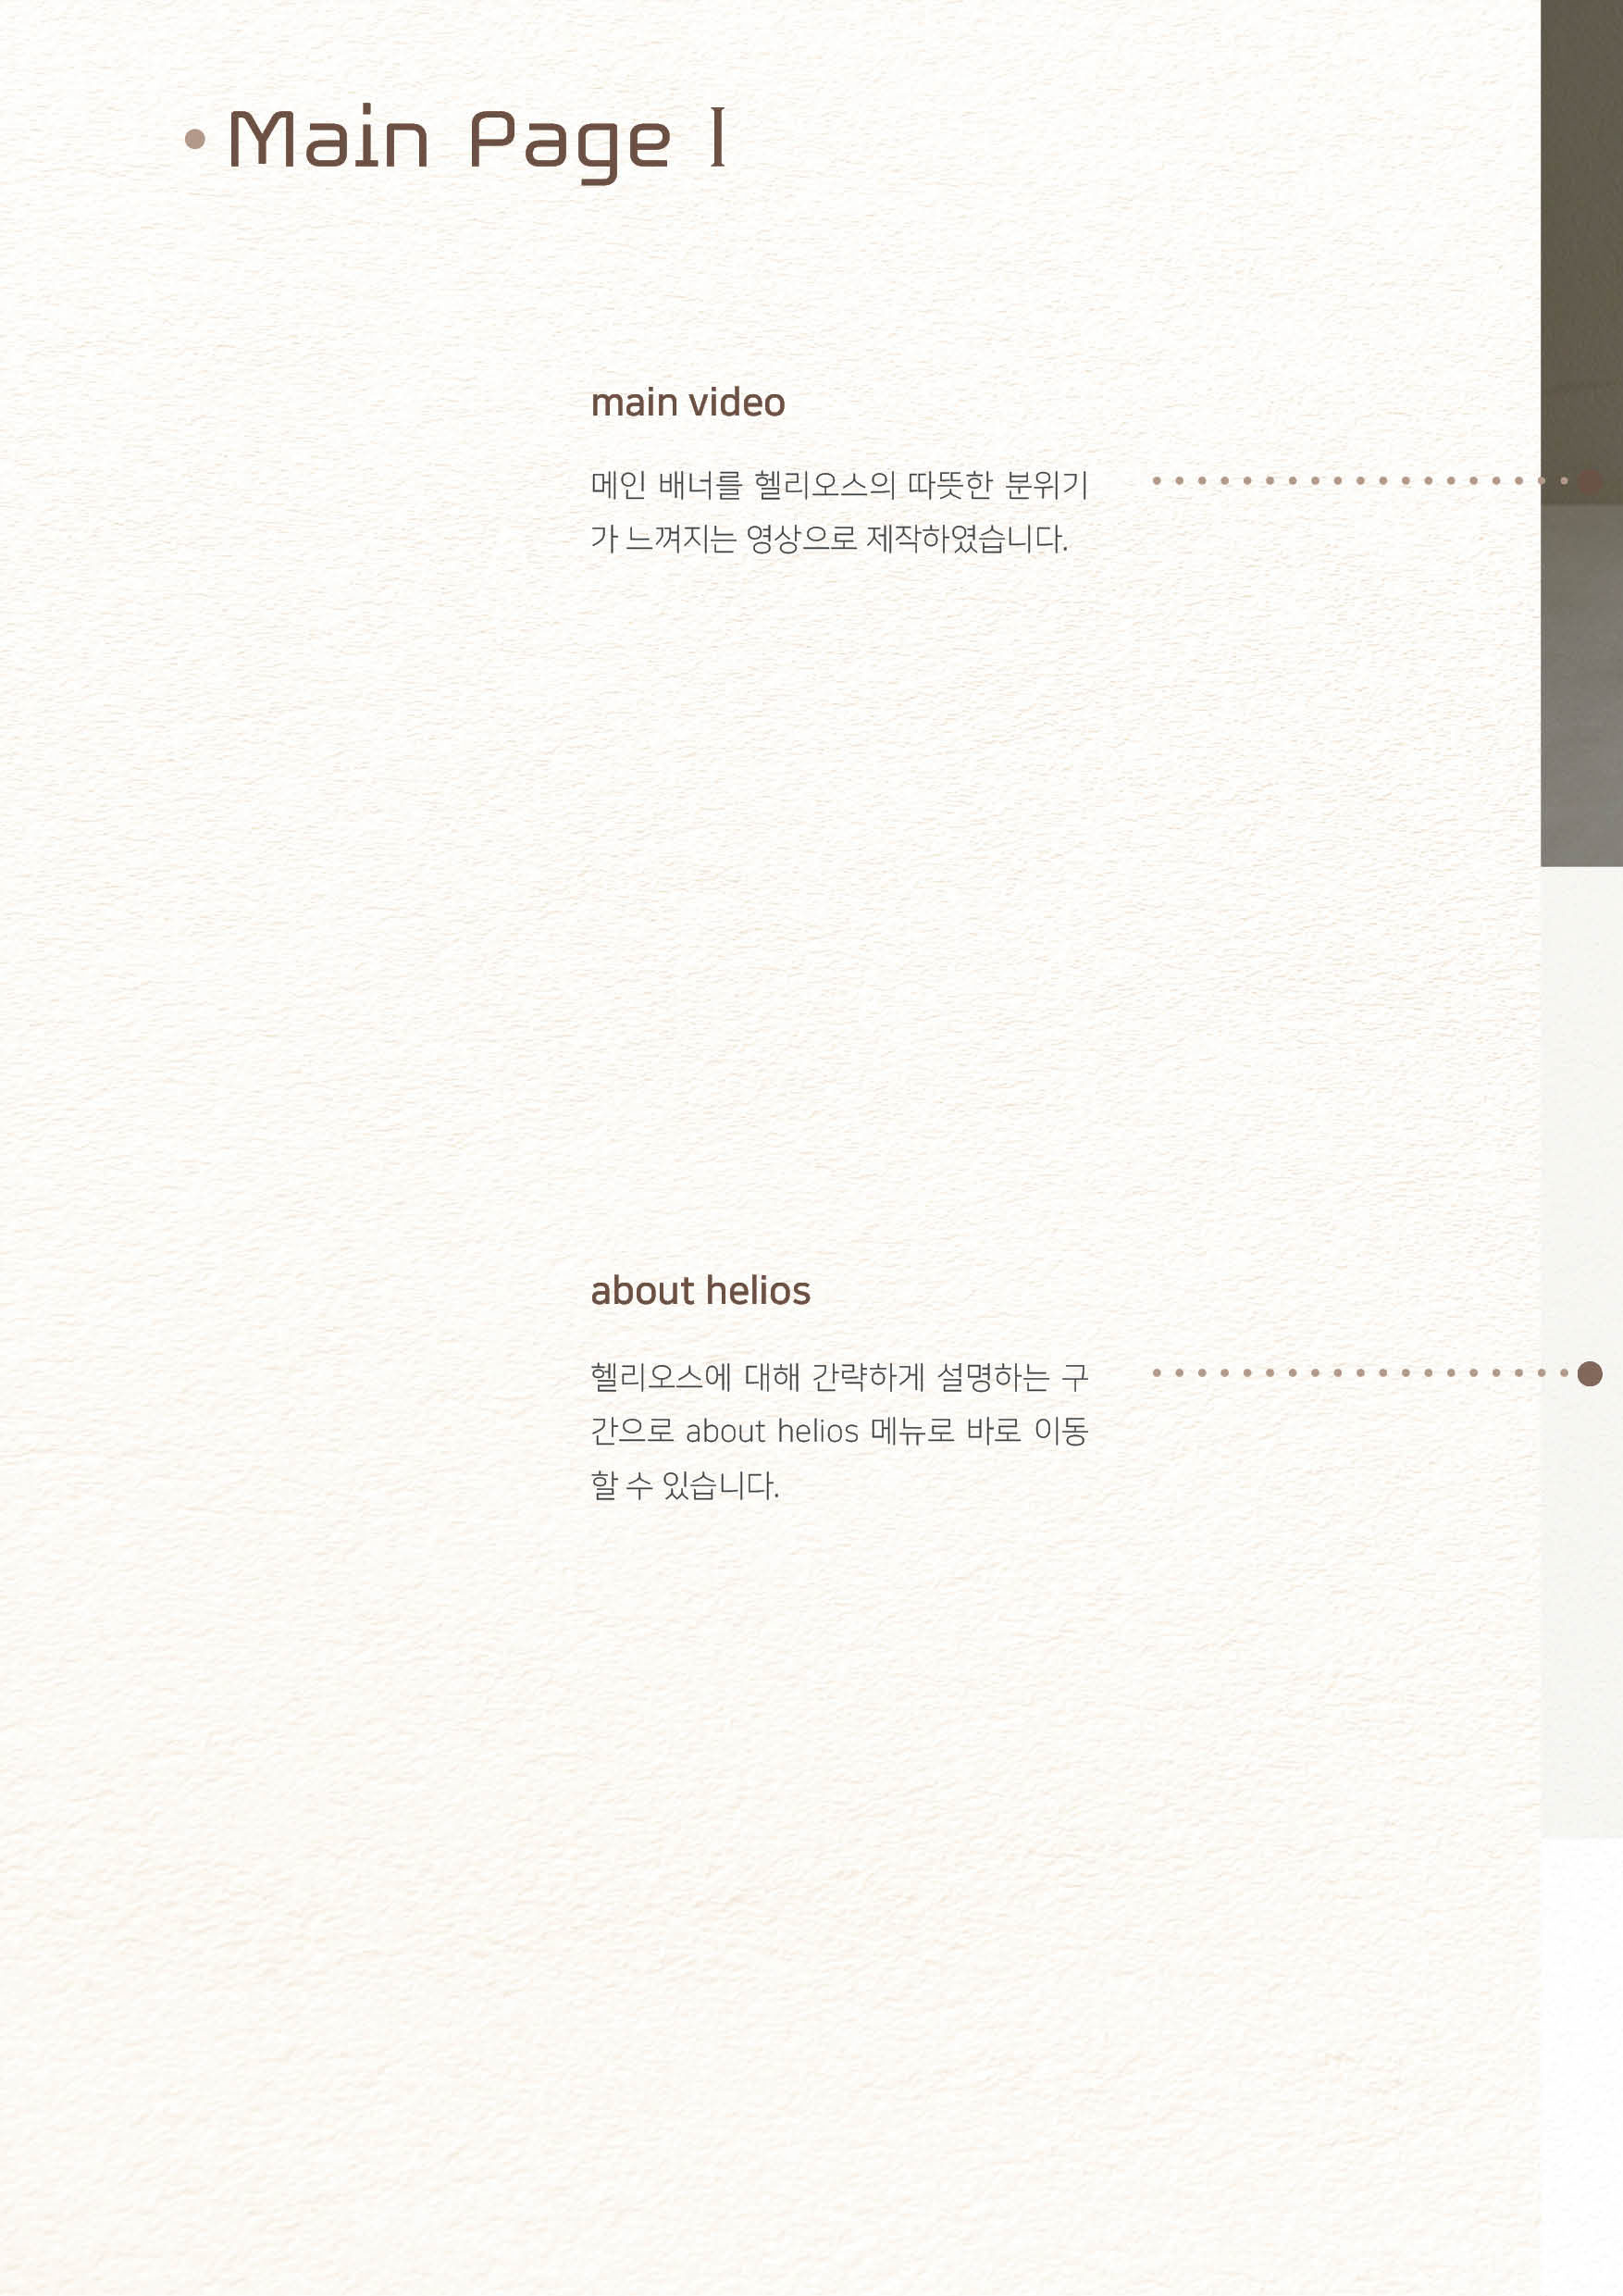 Main Page I
main video
메인 배너를 헬리오스의 따뜻한 분위기
가 느껴지는 영상으로 제작하였습니다.
about helios
헬리오스에 대해 간략하게 설명하는 구
간으로 about helios 메뉴로 바로 이동
할 수 있습니다.